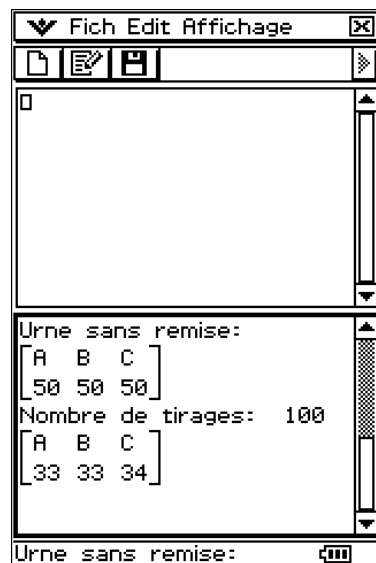 Fich Edit Affichage
Urne sans remise:
A B C
50 50 50
Nombre de tirages: 100
A B C
33 33 34
Urne sans remise: